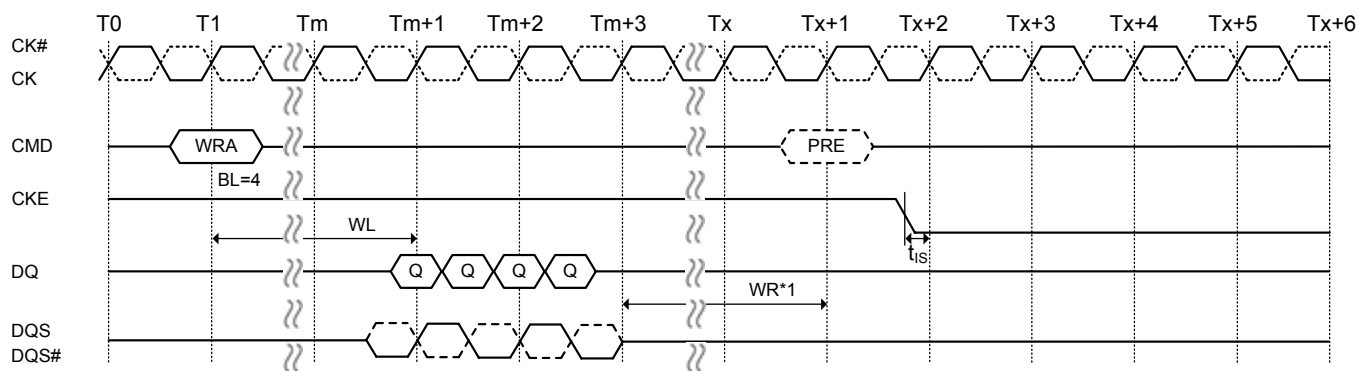 T0 T1 Tm Tm+1 Tm+2 Tm+3 Tx Tx+1 Tx+2 Tx+3 Tx+4 Tx+5 Tx+6
CK#
CK
CMD WRA PRE
BL=4
CKE
WL
tIS
DQ Q Q Q Q
WR*1
DQS
DQS#